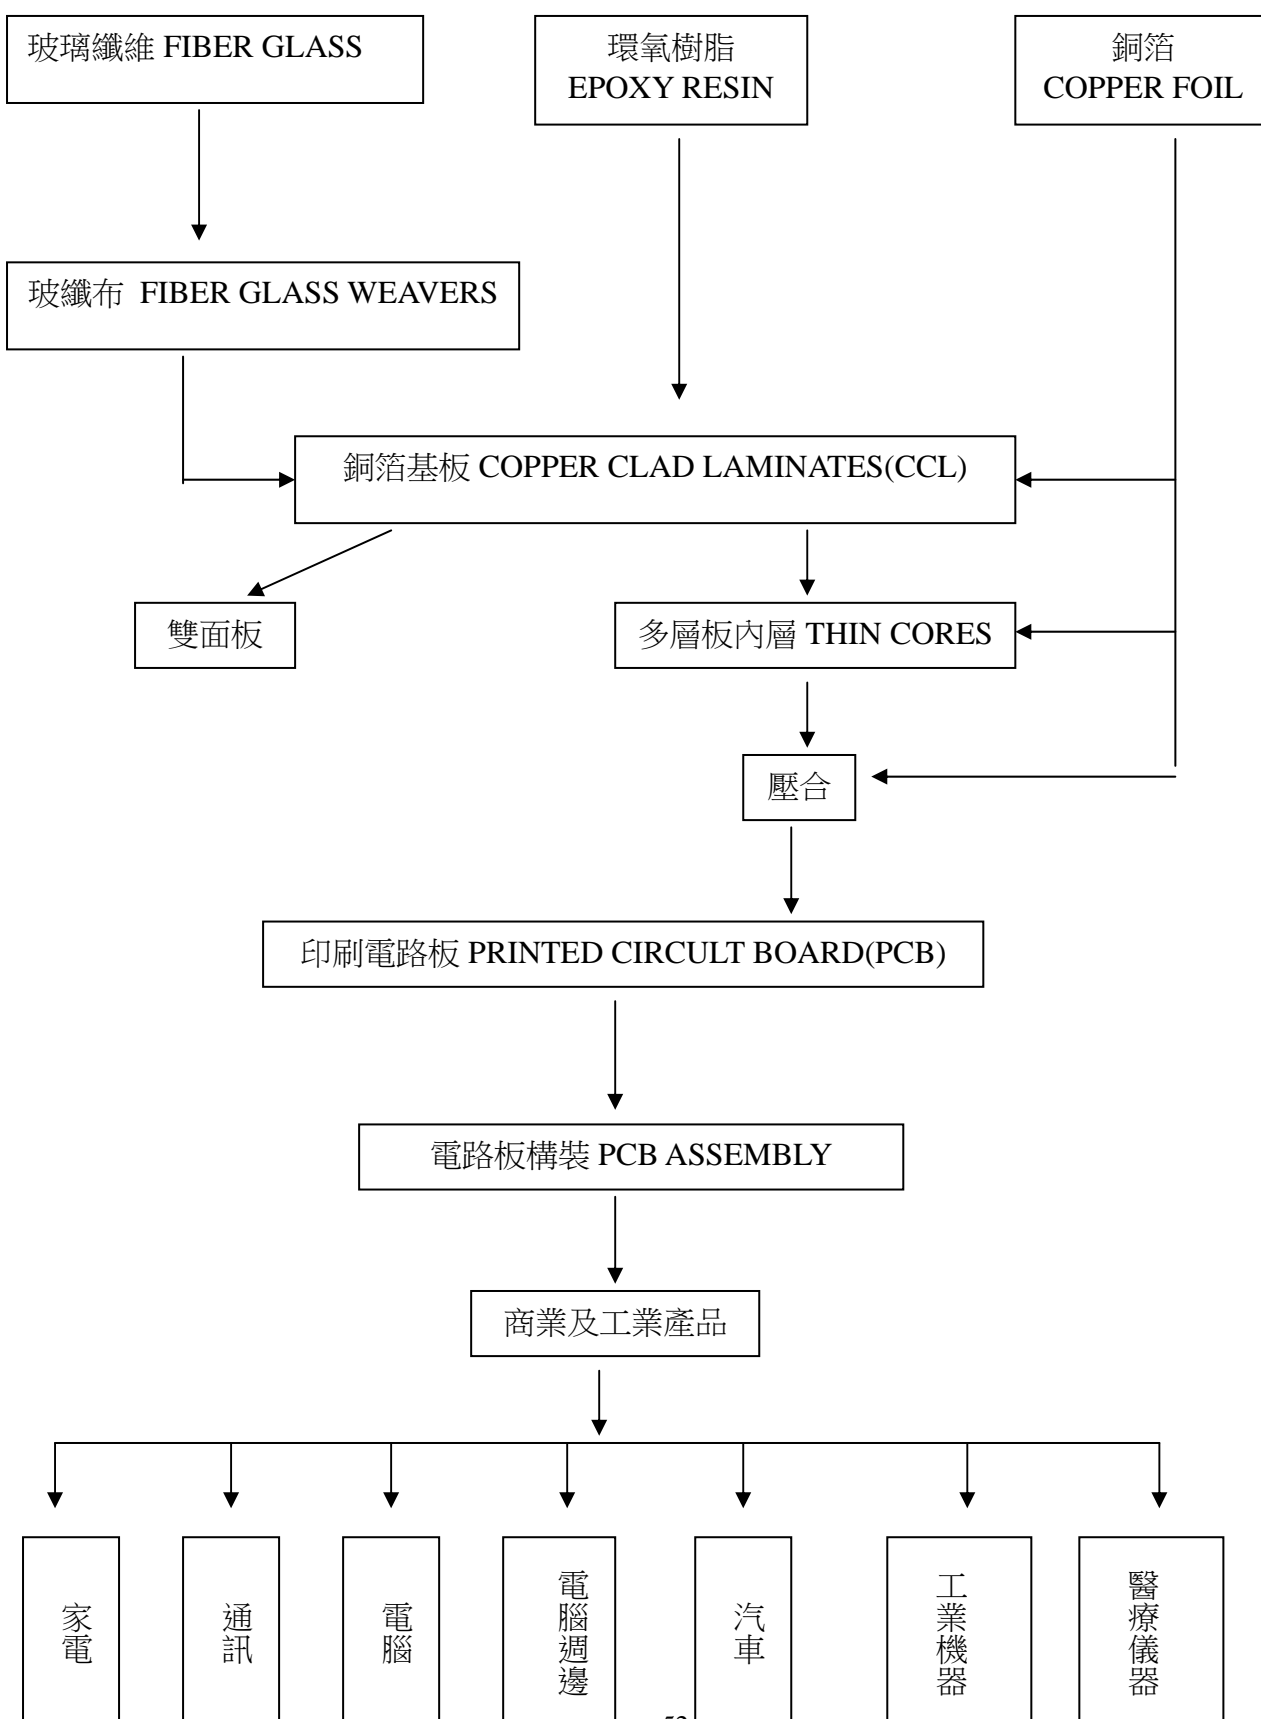 玻璃纖維 FIBER GLASS
環氧樹脂
EPOXY RESIN
銅箔
COPPER FOIL
玻纖布 FIBER GLASS WEAVERS
銅箔基板 COPPER CLAD LAMINATES(CCL)
雙面板
多層板內層 THIN CORES
壓合
印刷電路板 PRINTED CIRCULT BOARD(PCB)
電路板構裝 PCB ASSEMBLY
商業及工業產品
家電
通訊
電腦
電腦週邊
汽車
工業機器
醫療儀器